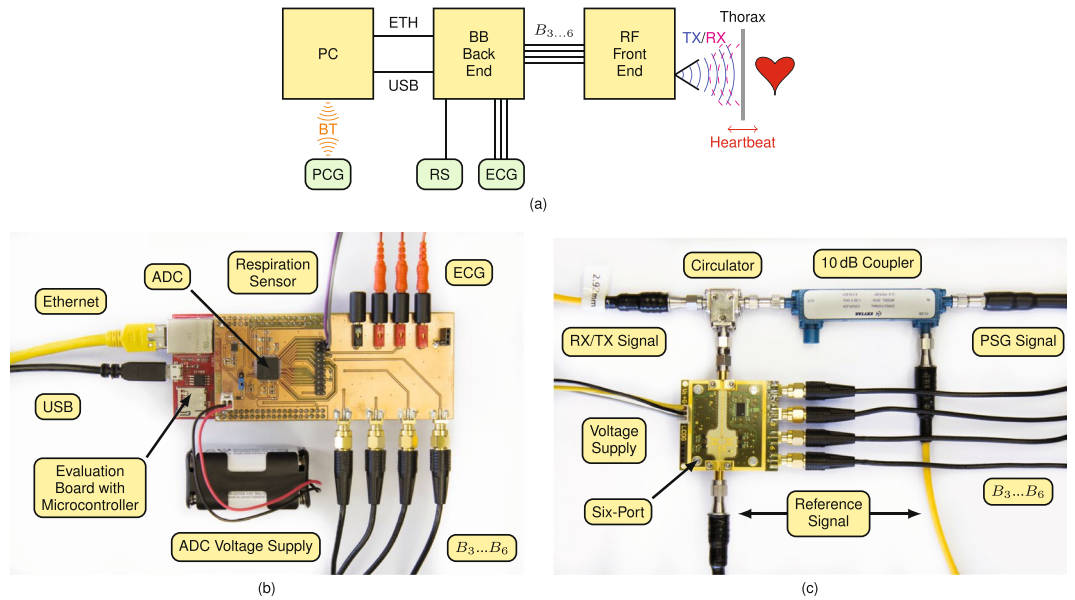 Thorax
ETH
B3...6
TX/RX
PC
BB
Back
End
RF
Front
End
USB
BT
Heartbeat
PCG
RS
ECG
(a)
ADC
Respiration
Sensor
ECG
Ethernet
USB
Evaluation
Board with
Microcontroller
ADC Voltage Supply
B3...B6
(b)
Circulator
10 dB Coupler
2.92mm
RX/TX Signal
PSG Signal
Voltage
Supply
Six-Port
Reference
Signal
B3...B6
(c)